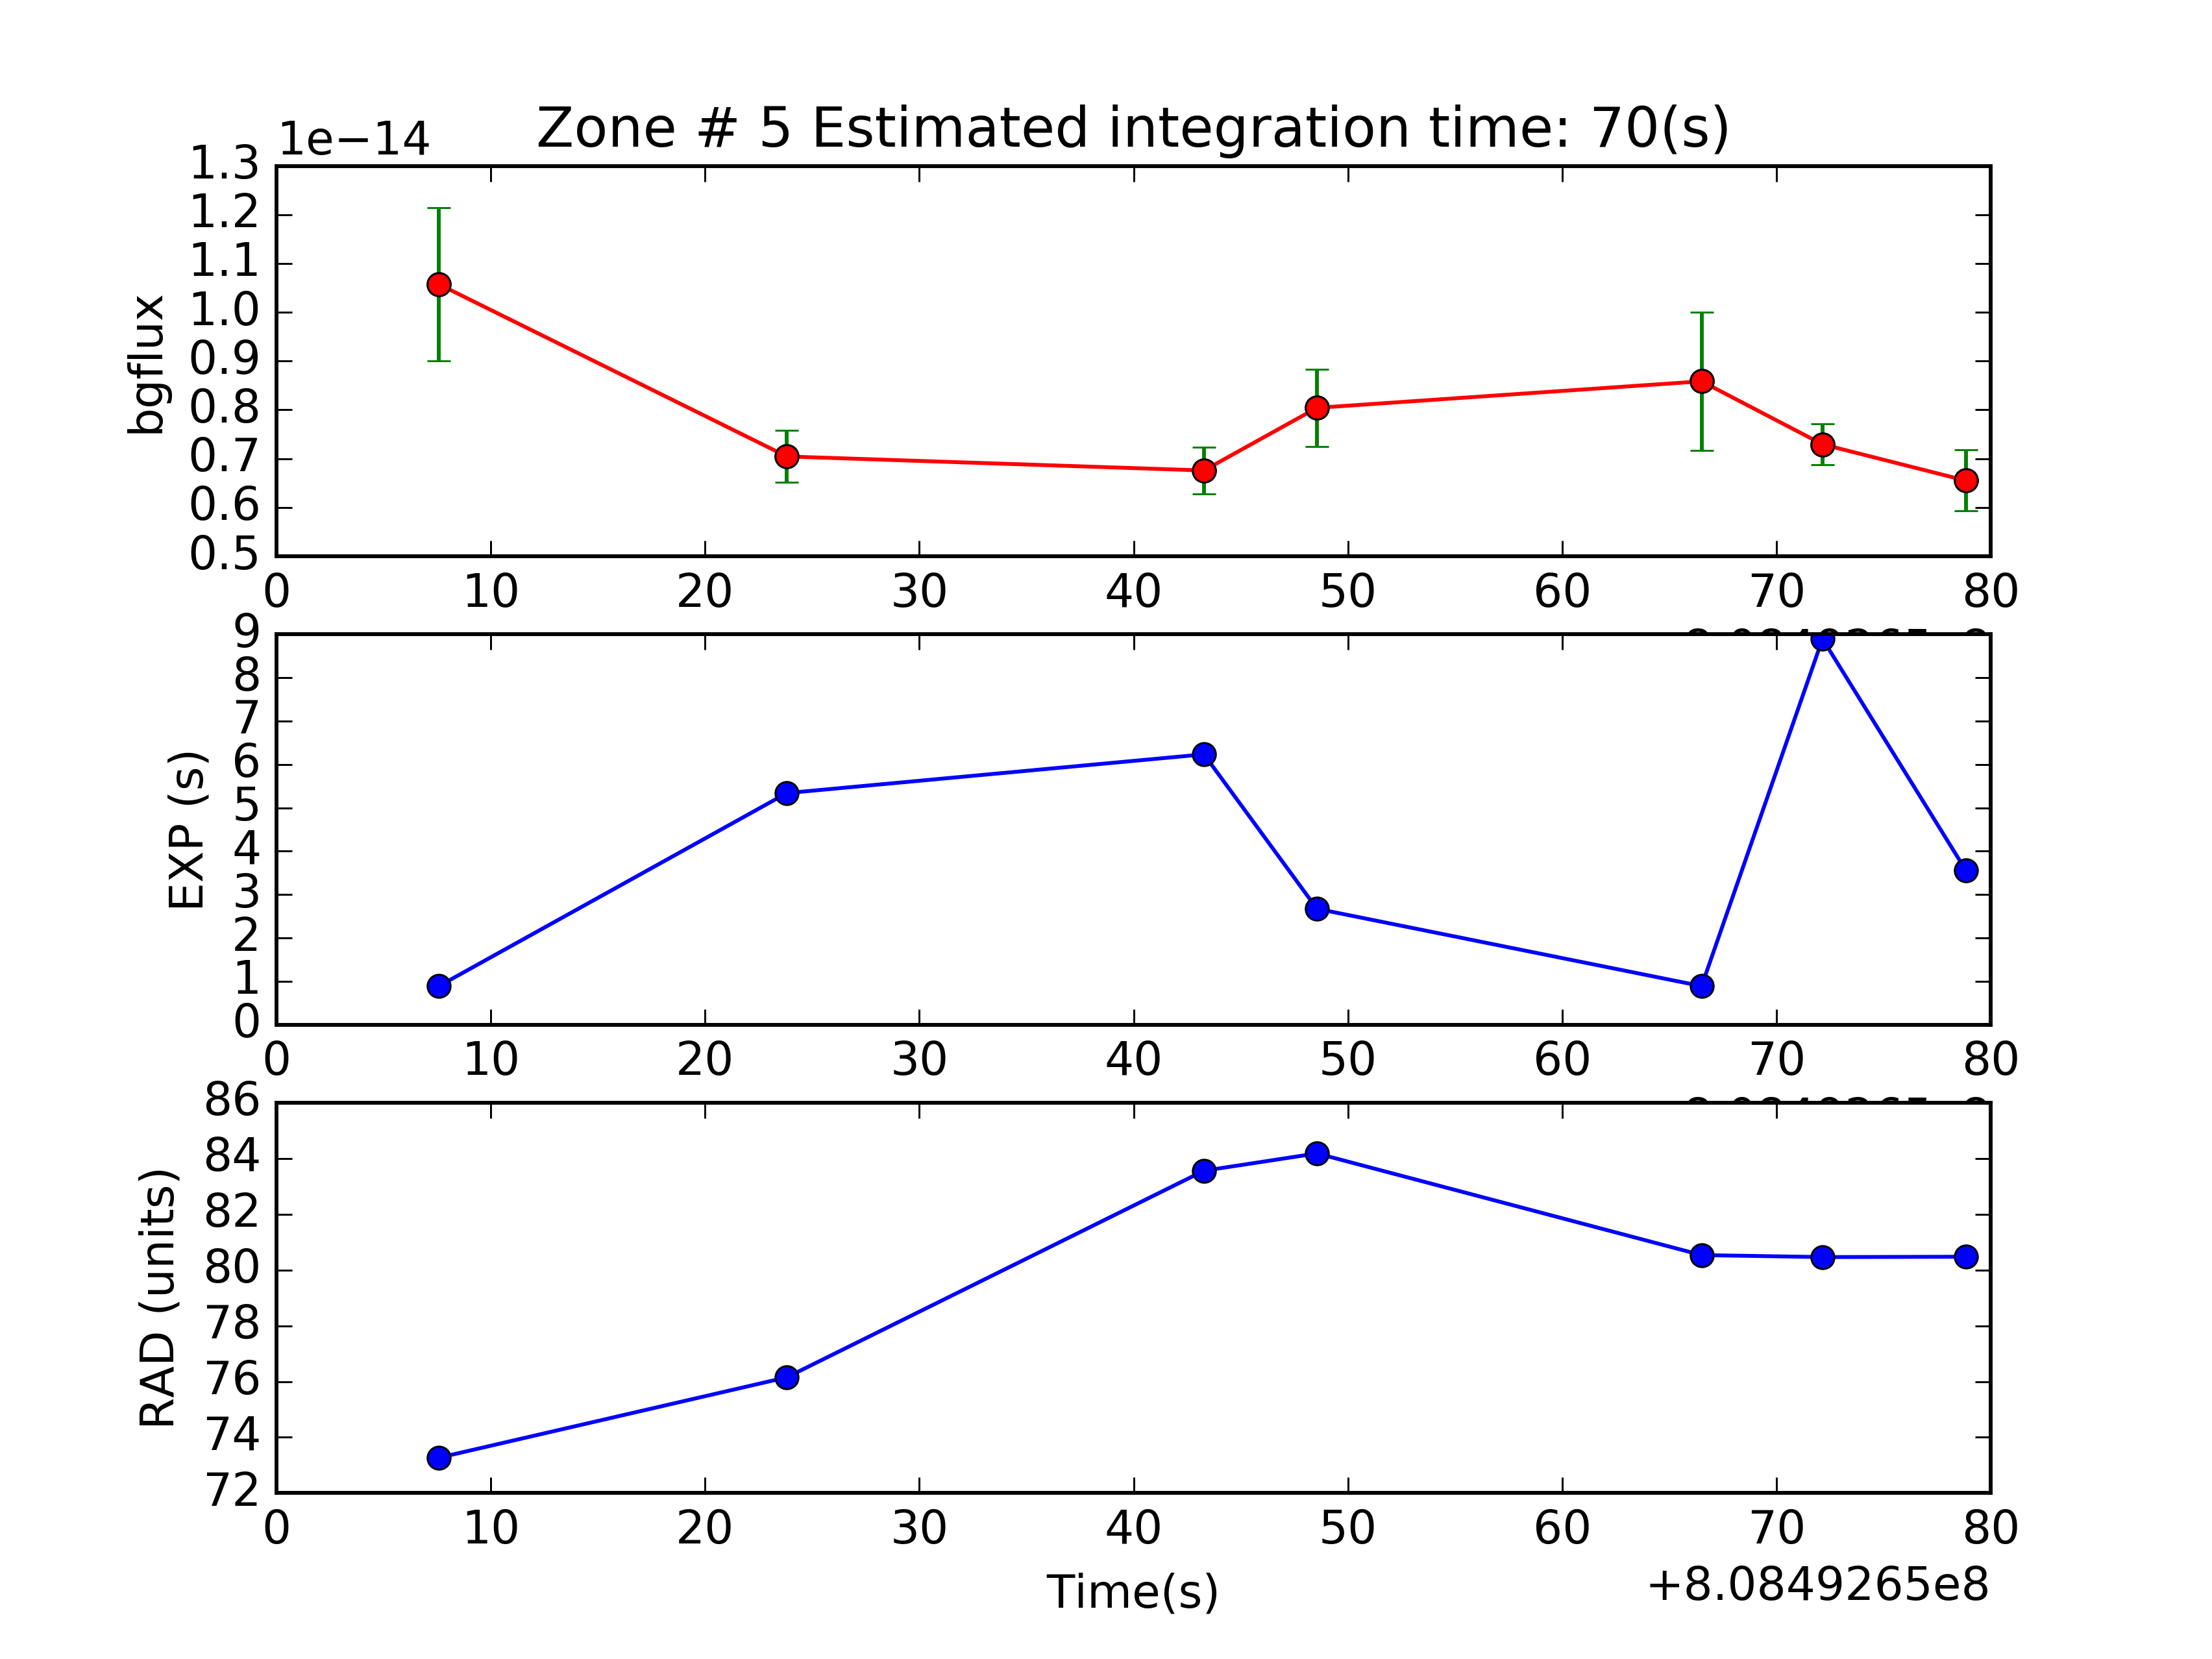 Zone # 5 Estimated integration time: 70(s)
1e−14
1.3
1.2
1.1
1.0
0.9
0.8
0.7
0.6
0.5
bgflux
0 10 20 30 40 50 60 70 80
9
8
7
6
5
4
3
2
1
0
EXP (s)
0 10 20 30 40 50 60 70 80
86
84
82
80
78
76
74
72
RAD (units)
0 10 20 30 40 50 60 70 80
Time(s)
+8.0849265e8